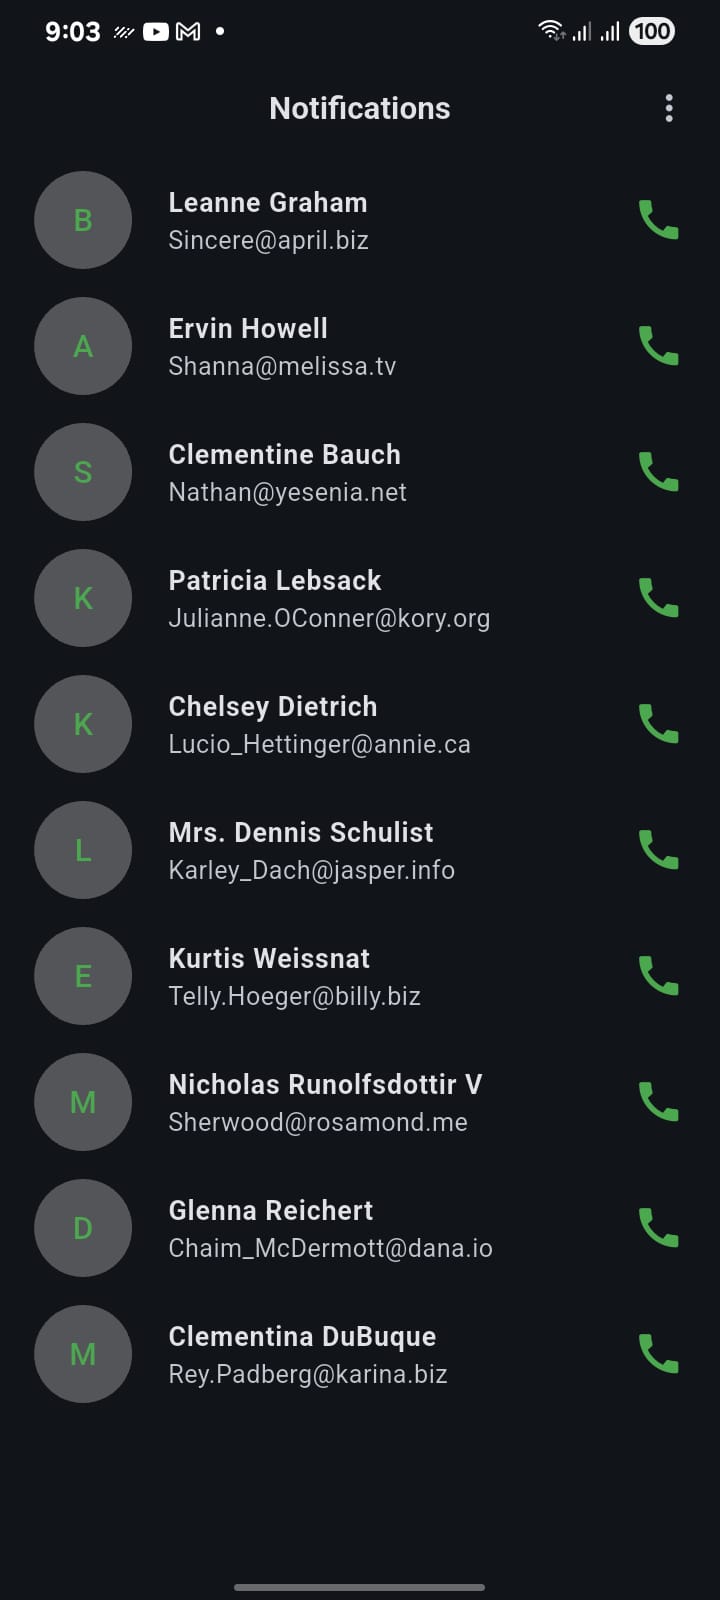 9:03
100
Notifications
B
Leanne Graham
Sincere@april.biz
A
Ervin Howell
Shanna@melissa.tv
S
Clementine Bauch
Nathan@yesenia.net
K
Patricia Lebsack
Julianne.OConner@kory.org
K
Chelsey Dietrich
Lucio_Hettinger@annie.ca
L
Mrs. Dennis Schulist
Karley_Dach@jasper.info
E
Kurtis Weissnat
Telly.Hoeger@billy.biz
M
Nicholas Runolfsdottir V
Sherwood@rosamond.me
D
Glenna Reichert
Chaim_McDermott@dana.io
M
Clementina DuBuque
Rey.Padberg@karina.biz